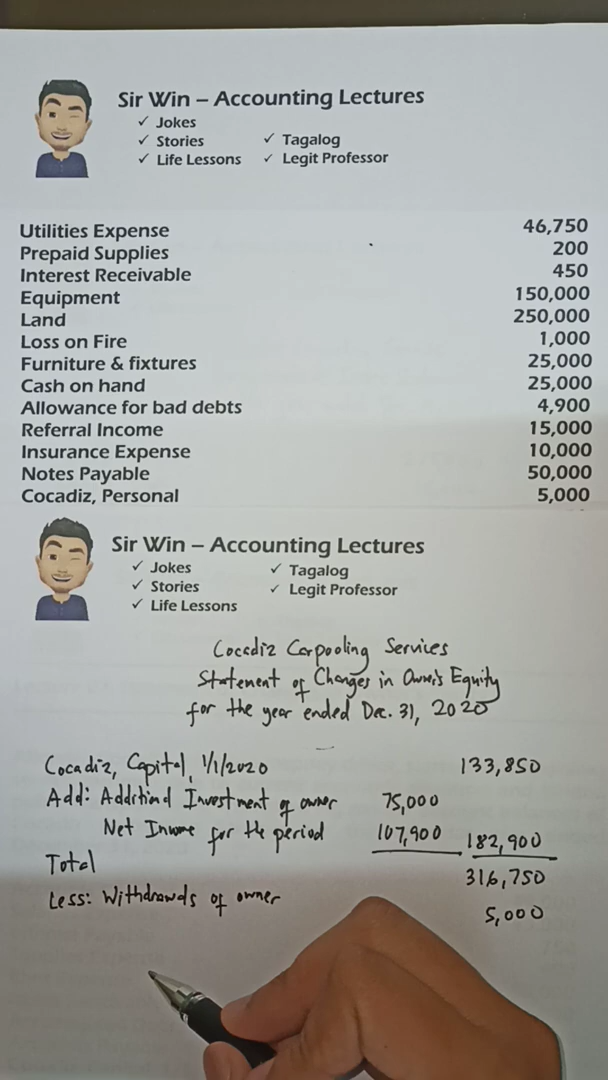 Sir Win – Accounting Lectures
✓ Jokes
✓ Stories ✓ Tagalog
✓ Life Lessons ✓ Legit Professor
Utilities Expense 46,750
Prepaid Supplies 200
Interest Receivable 450
Equipment 150,000
Land 250,000
Loss on Fire 1,000
Furniture & fixtures 25,000
Cash on hand 25,000
Allowance for bad debts 4,900
Referral Income 15,000
Insurance Expense 10,000
Notes Payable 50,000
Cocadiz, Personal 5,000
Sir Win – Accounting Lectures
✓ Jokes ✓ Tagalog
✓ Stories ✓ Legit Professor
✓ Life Lessons
Cocadiz Carpooling Services
Statement of Changes in Owner's Equity
for the year ended Dec. 31, 2020
Cocadiz, Capital, 1/1/2020 133,850
Add: Additional Investment of owner 75,000
Net Income for the period 107,900 182,900
Total 316,750
Less: Withdrawals of owner 5,000